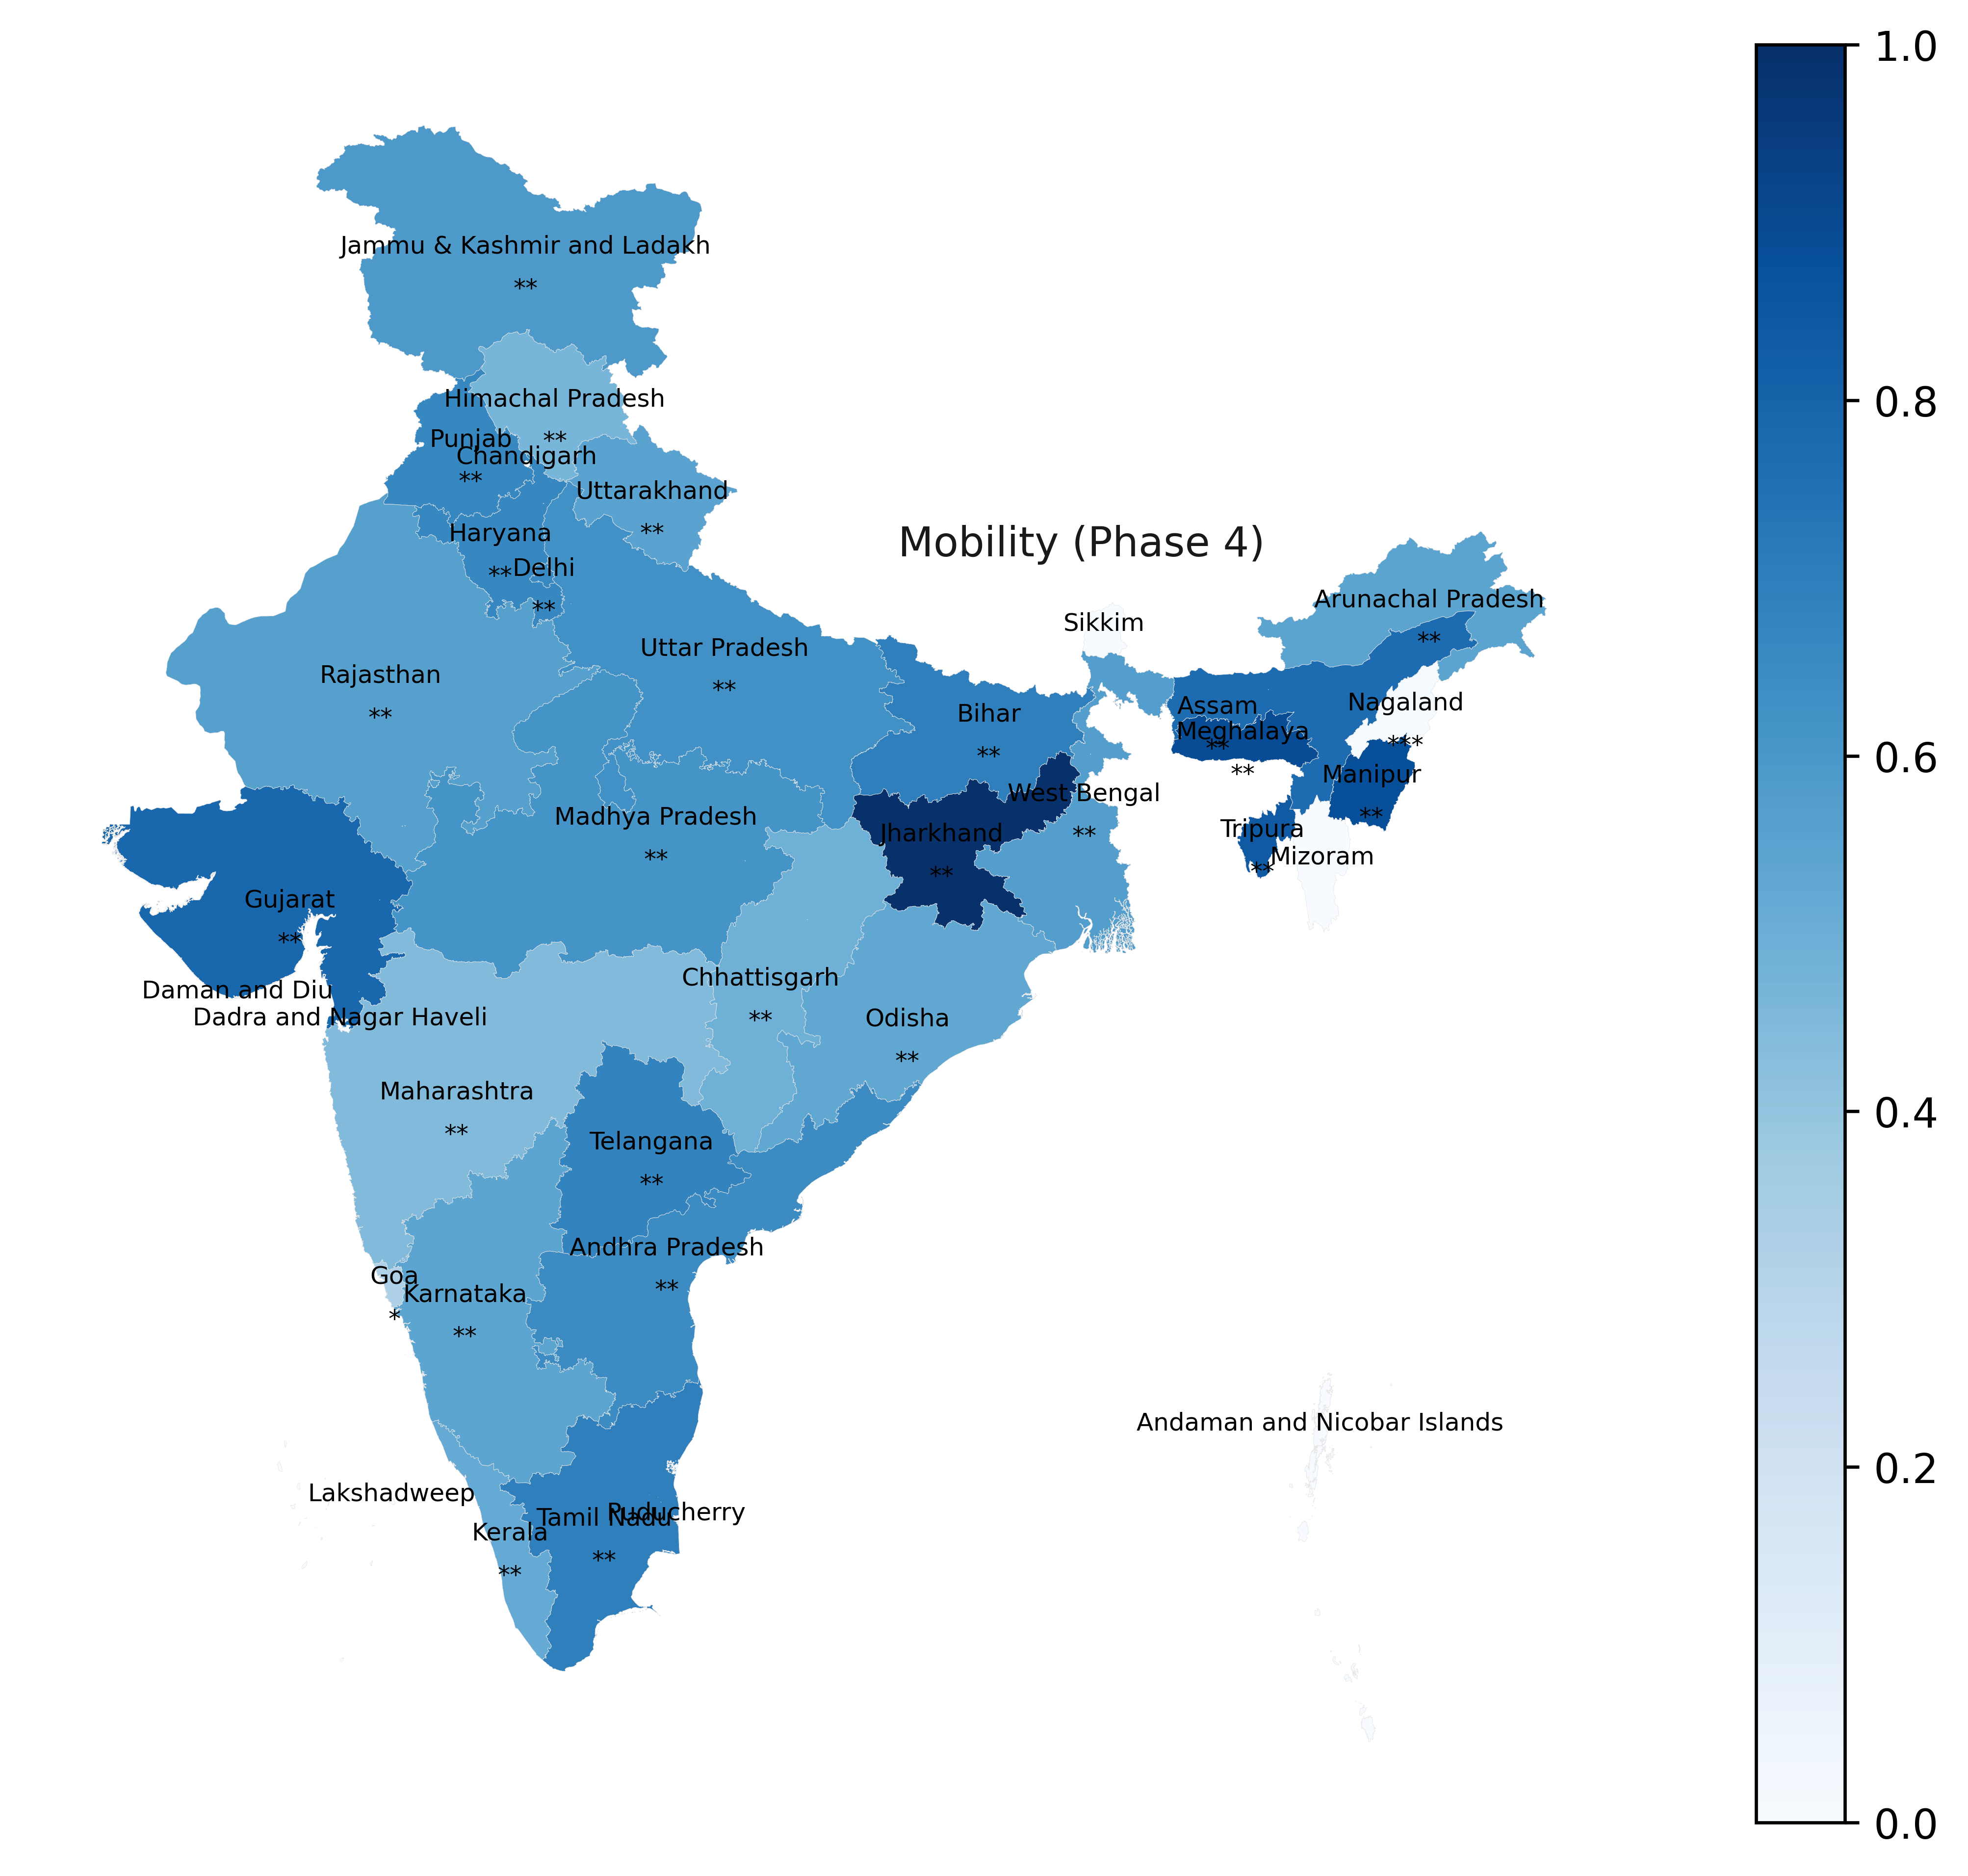 Jammu & Kashmir and Ladakh
**
Himachal Pradesh
**
Punjab
**
Chandigarh
Uttarakhand
**
Haryana
**
Delhi
**
Mobility (Phase 4)
Arunachal Pradesh
**
Sikkim
Uttar Pradesh
**
Rajasthan
**
Bihar
**
Assam
**
Meghalaya
**
Nagaland
***
Manipur
**
West Bengal
**
Madhya Pradesh
**
Jharkhand
**
Tripura
**
Mizoram
Gujarat
**
Chhattisgarh
**
Daman and Diu
Dadra and Nagar Haveli
Odisha
**
Maharashtra
**
Telangana
**
Andhra Pradesh
**
Goa
*
Karnataka
**
Andaman and Nicobar Islands
Lakshadweep
Puducherry
Tamil Nadu
**
Kerala
**
1.0
0.8
0.6
0.4
0.2
0.0